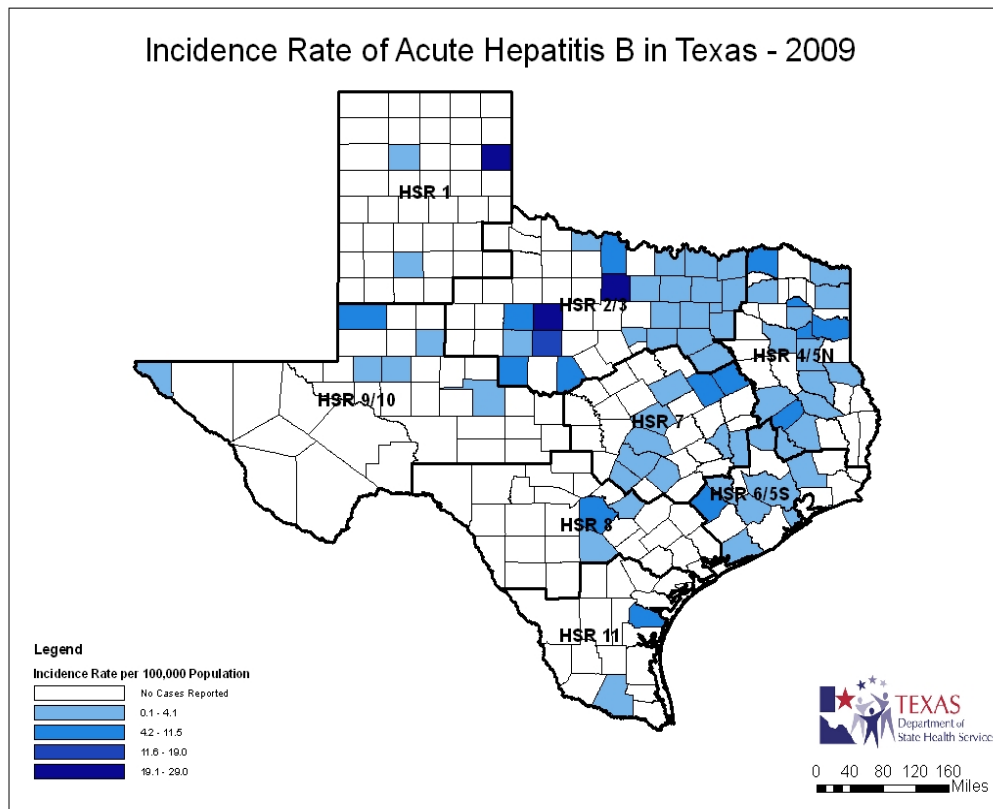 Incidence Rate of Acute Hepatitis B in Texas - 2009
HSR 1
HSR 2/3
HSR 4/5N
HSR 9/10
HSR 7
HSR 6/5S
HSR 8
HSR 11
Legend
Incidence Rate per 100,000 Population
No Cases Reported
0.1 - 4.1
4.2 - 11.5
11.6 - 19.0
19.1 - 29.0
TEXAS
Department of
State Health Services
0 40 80 120 160
Miles